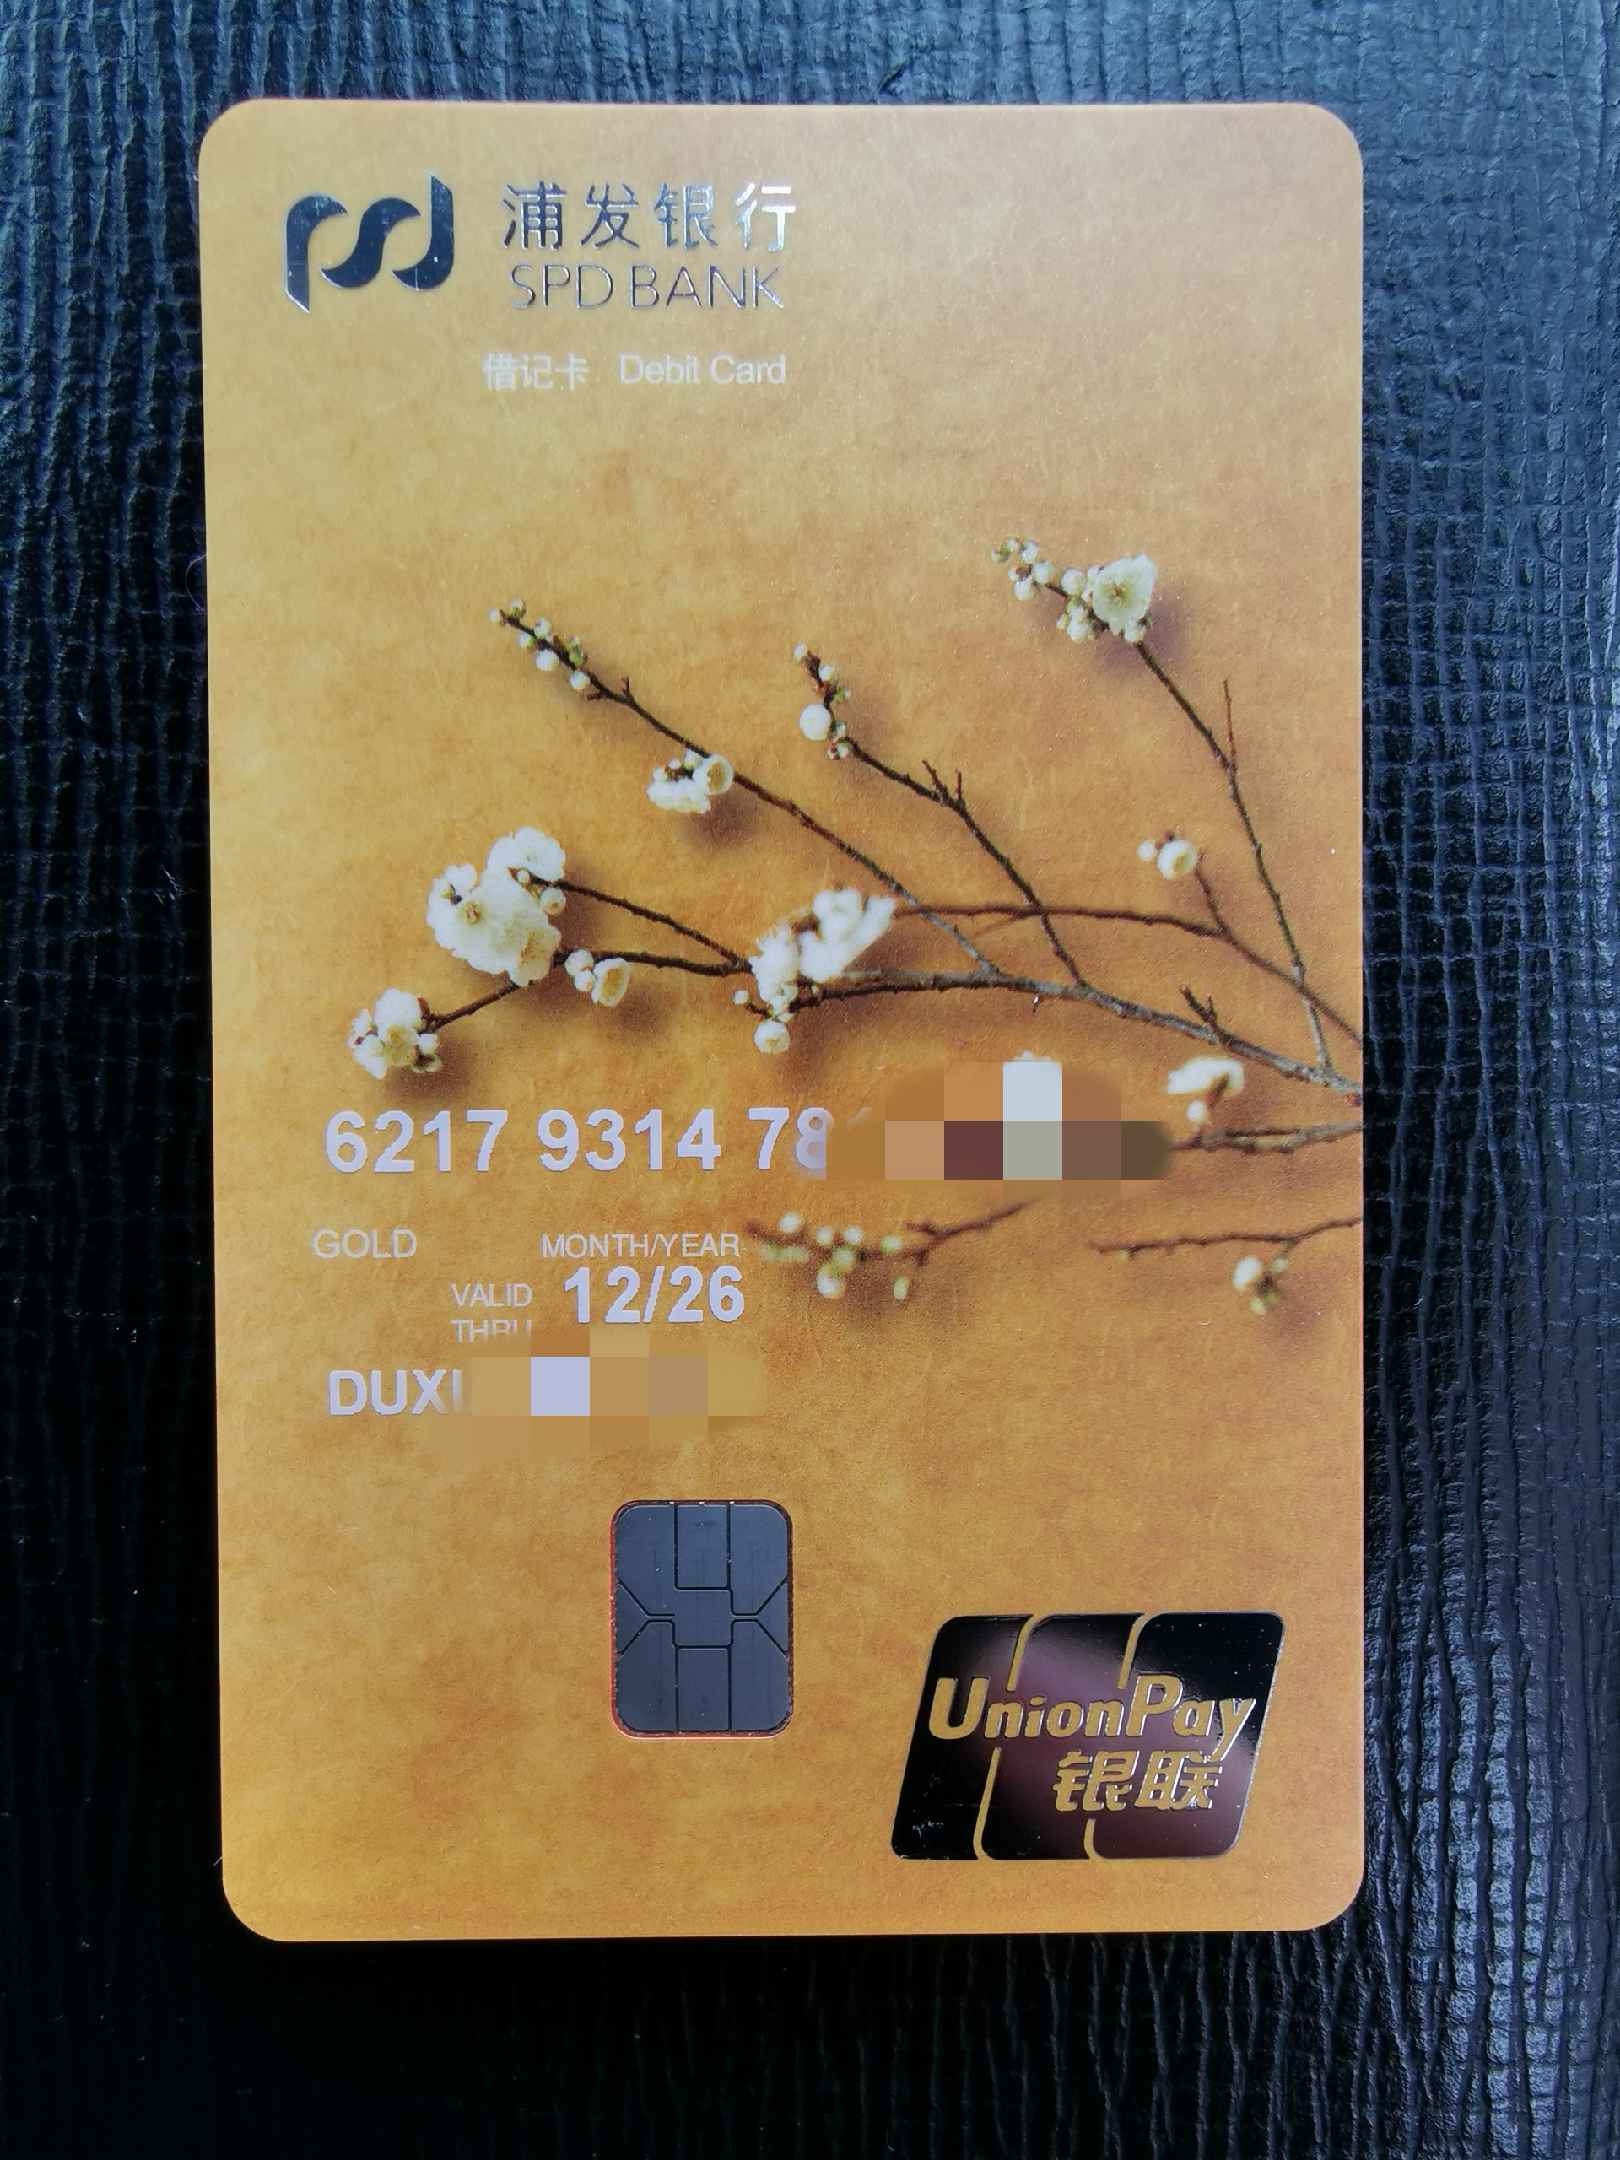 浦发银行
SPD BANK
借记卡 Debit Card
6217 9314 78
GOLD
MONTH/YEAR
VALID THRU 12/26
DUXI
UnionPay
银联